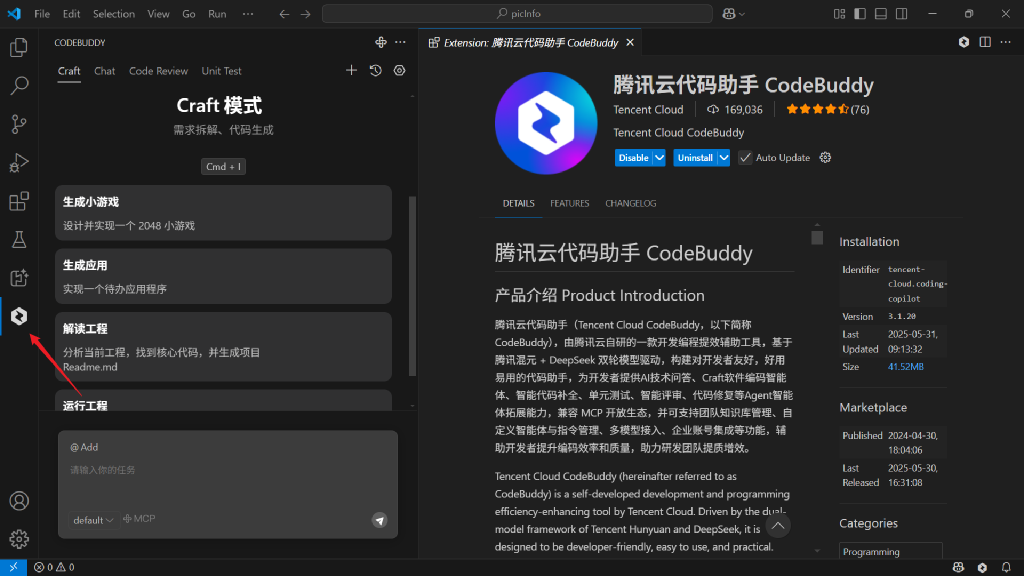 File Edit Selection View Go Run ···
picInfo
CODEBUDDY
Craft Chat Code Review Unit Test
Craft 模式
需求拆解、代码生成
Cmd + I
生成小游戏
设计并实现一个 2048 小游戏
生成应用
实现一个待办应用程序
解读工程
分析当前工程，找到核心代码，并生成项目
Readme.md
运行工程
@ Add
请输入你的任务
default
MCP
0 0
Extension: 腾讯云代码助手 CodeBuddy
腾讯云代码助手 CodeBuddy
Tencent Cloud 169,036 (76)
Tencent Cloud CodeBuddy
Disable Uninstall Auto Update
DETAILS FEATURES CHANGELOG
腾讯云代码助手 CodeBuddy
产品介绍 Product Introduction
腾讯云代码助手（Tencent Cloud CodeBuddy，以下简称
CodeBuddy），由腾讯云自研的一款开发编程提效辅助工具，基于
腾讯混元 + DeepSeek 双轮模型驱动，构建对开发者友好，好用
易用的代码助手，为开发者提供AI技术问答、Craft软件编码智能
体、智能代码补全、单元测试、智能评审、代码修复等Agent智能
体拓展能力，兼容 MCP 开放生态，并可支持团队知识库管理、自
定义智能体与指令管理、多模型接入、企业账号集成等功能，辅
助开发者提升编码效率和质量，助力研发团队提质增效。
Tencent Cloud CodeBuddy (hereinafter referred to as
CodeBuddy) is a self-developed development and programming
efficiency-enhancing tool by Tencent Cloud. Driven by the dual-
model framework of Tencent Hunyuan and DeepSeek, it is
designed to be developer-friendly, easy to use, and practical.
Installation
Identifier tencent-
cloud.coding-
copilot
Version 3.1.20
Last 2025-05-31,
Updated 09:13:32
Size 41.52MB
Marketplace
Published 2024-04-30,
18:04:06
Last 2025-05-30,
Released 16:31:08
Categories
Programming